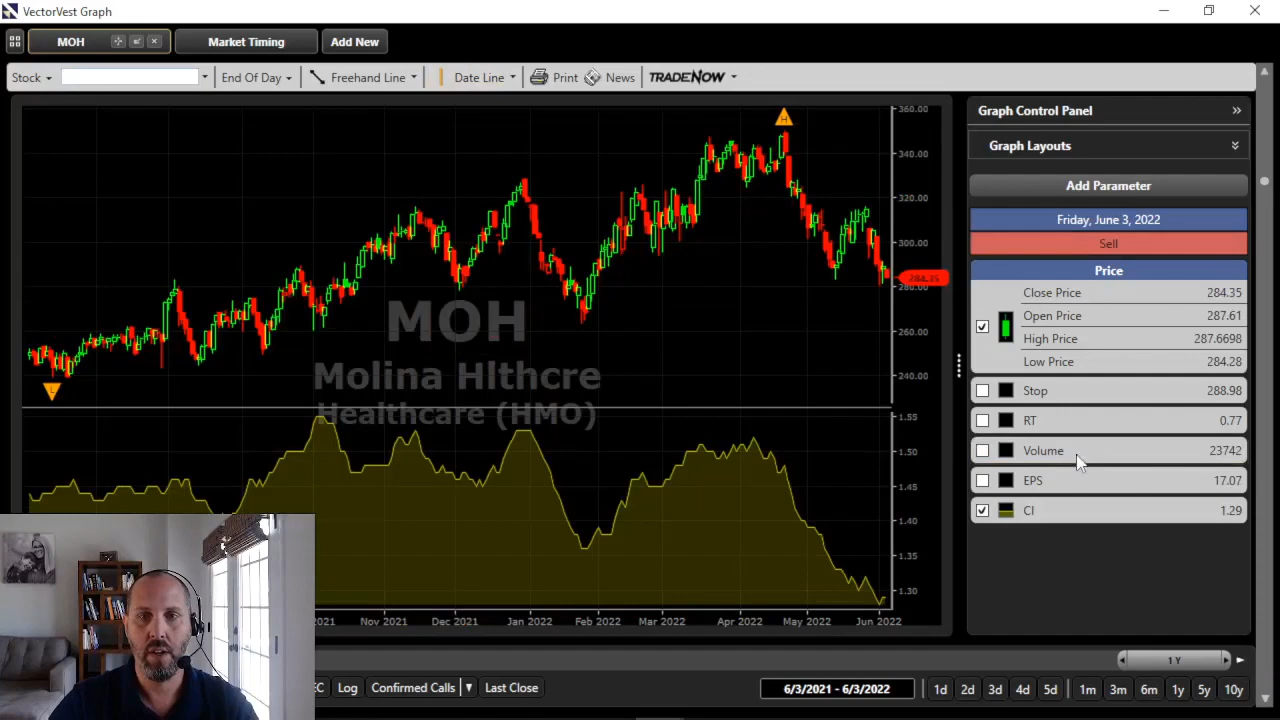 VectorVest Graph
MOH
Market Timing
Add New
Stock
End Of Day
Freehand Line
Date Line
Print
News
TRADENOW
360.00
340.00
320.00
300.00
280.00
260.00
240.00
284.35
H
L
MOH
Molina Hlthcre
Healthcare (HMO)
1.55
1.50
1.45
1.40
1.35
1.30
2021
Nov 2021
Dec 2021
Jan 2022
Feb 2022
Mar 2022
Apr 2022
May 2022
Jun 2022
Graph Control Panel
Graph Layouts
Add Parameter
Friday, June 3, 2022
Sell
Price
Close Price 284.35
Open Price 287.61
High Price 287.6698
Low Price 284.28
Stop 288.98
RT 0.77
Volume 23742
EPS 17.07
CI 1.29
1 Y
Log
Confirmed Calls
Last Close
6/3/2021 - 6/3/2022
1d 2d 3d 4d 5d 1m 3m 6m 1y 5y 10y